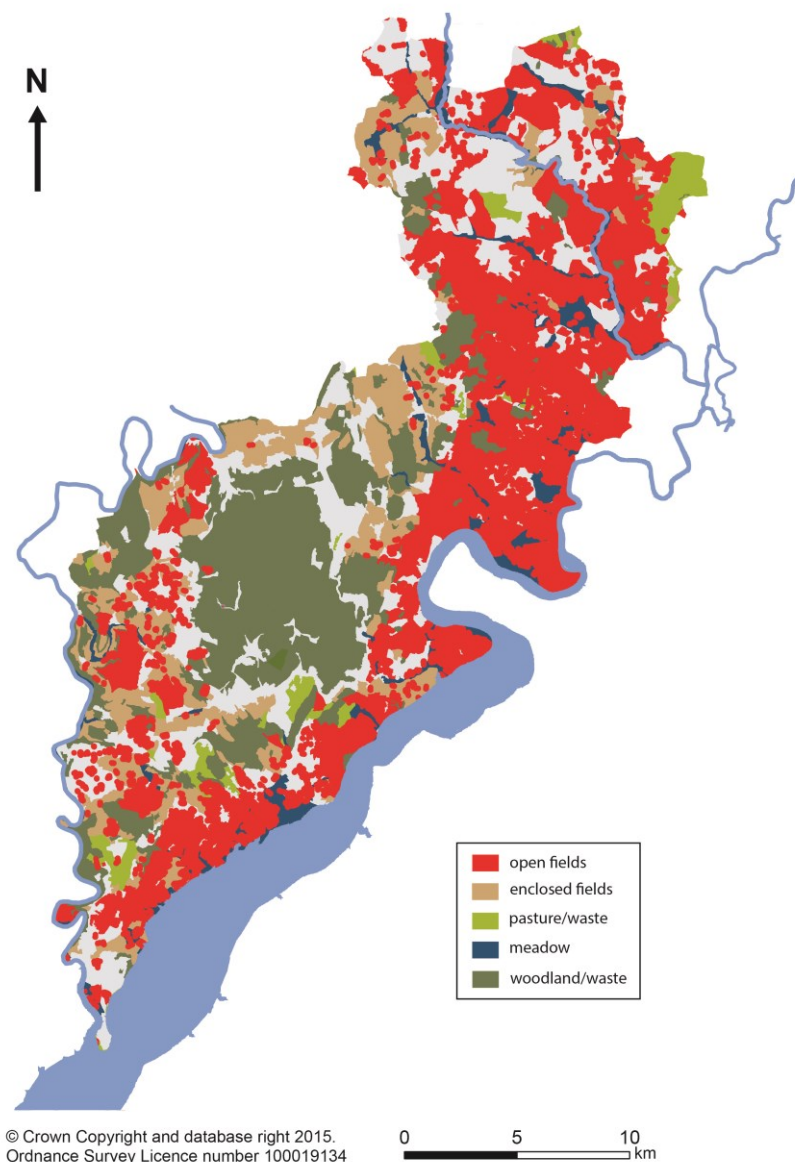 N
open fields
enclosed fields
pasture/waste
meadow
woodland/waste
© Crown Copyright and database right 2015.
Ordnance Survey Licence number 100019134
0 5 10
km